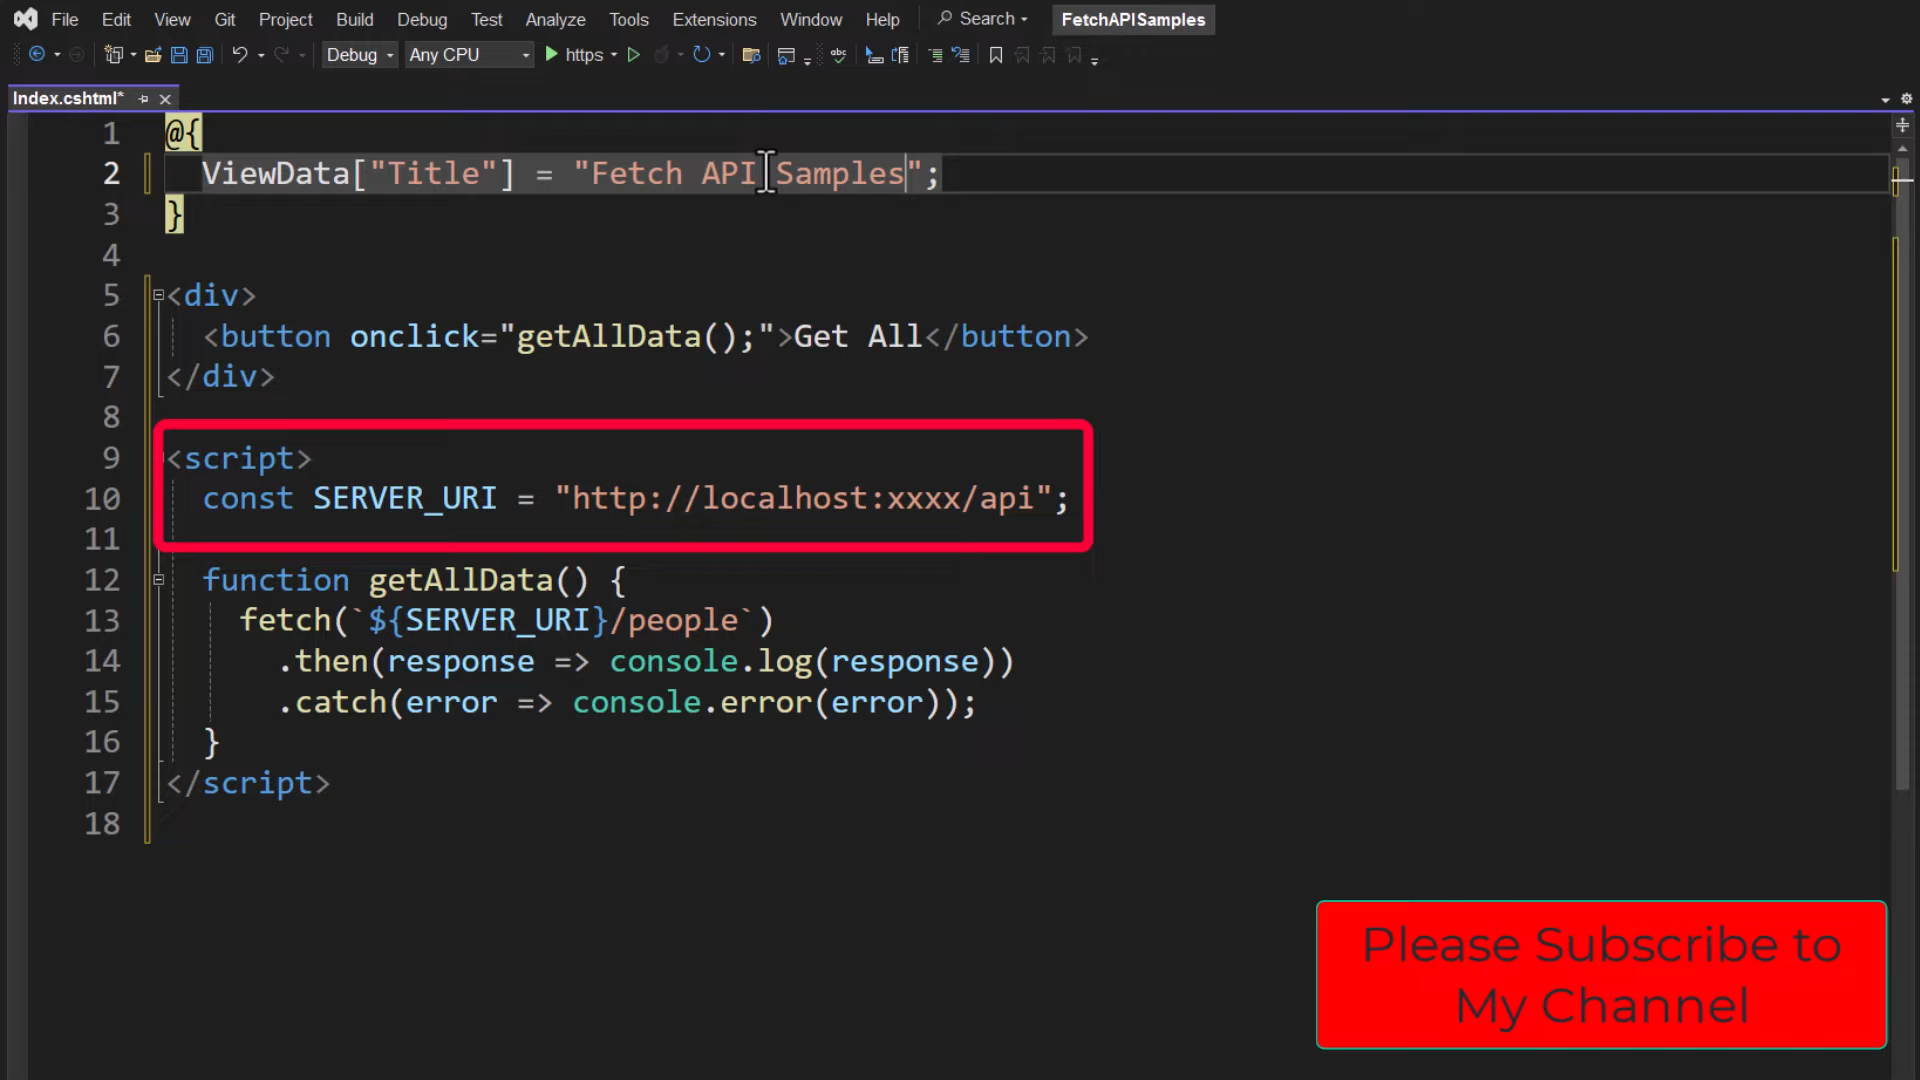 File Edit View Git Project Build Debug Test Analyze Tools Extensions Window Help Search FetchAPISamples
Debug Any CPU https abc
Index.cshtml*
1 @{
2 ViewData["Title"] = "Fetch API Samples";
3 }
4
5 <div>
6 <button onclick="getAllData();">Get All</button>
7 </div>
8
9 <script>
10 const SERVER_URI = "http://localhost:xxxx/api";
11
12 function getAllData() {
13 fetch(`${SERVER_URI}/people`)
14 .then(response => console.log(response))
15 .catch(error => console.error(error));
16 }
17 </script>
18
Please Subscribe to
My Channel